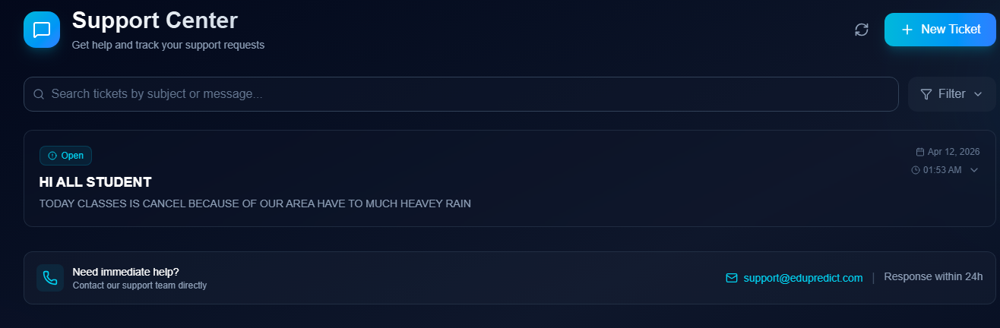 Support Center
Get help and track your support requests
New Ticket
Search tickets by subject or message...
Filter
Open
Apr 12, 2026
01:53 AM
HI ALL STUDENT
TODAY CLASSES IS CANCEL BECAUSE OF OUR AREA HAVE TO MUCH HEAVEY RAIN
Need immediate help?
Contact our support team directly
support@edupredict.com | Response within 24h